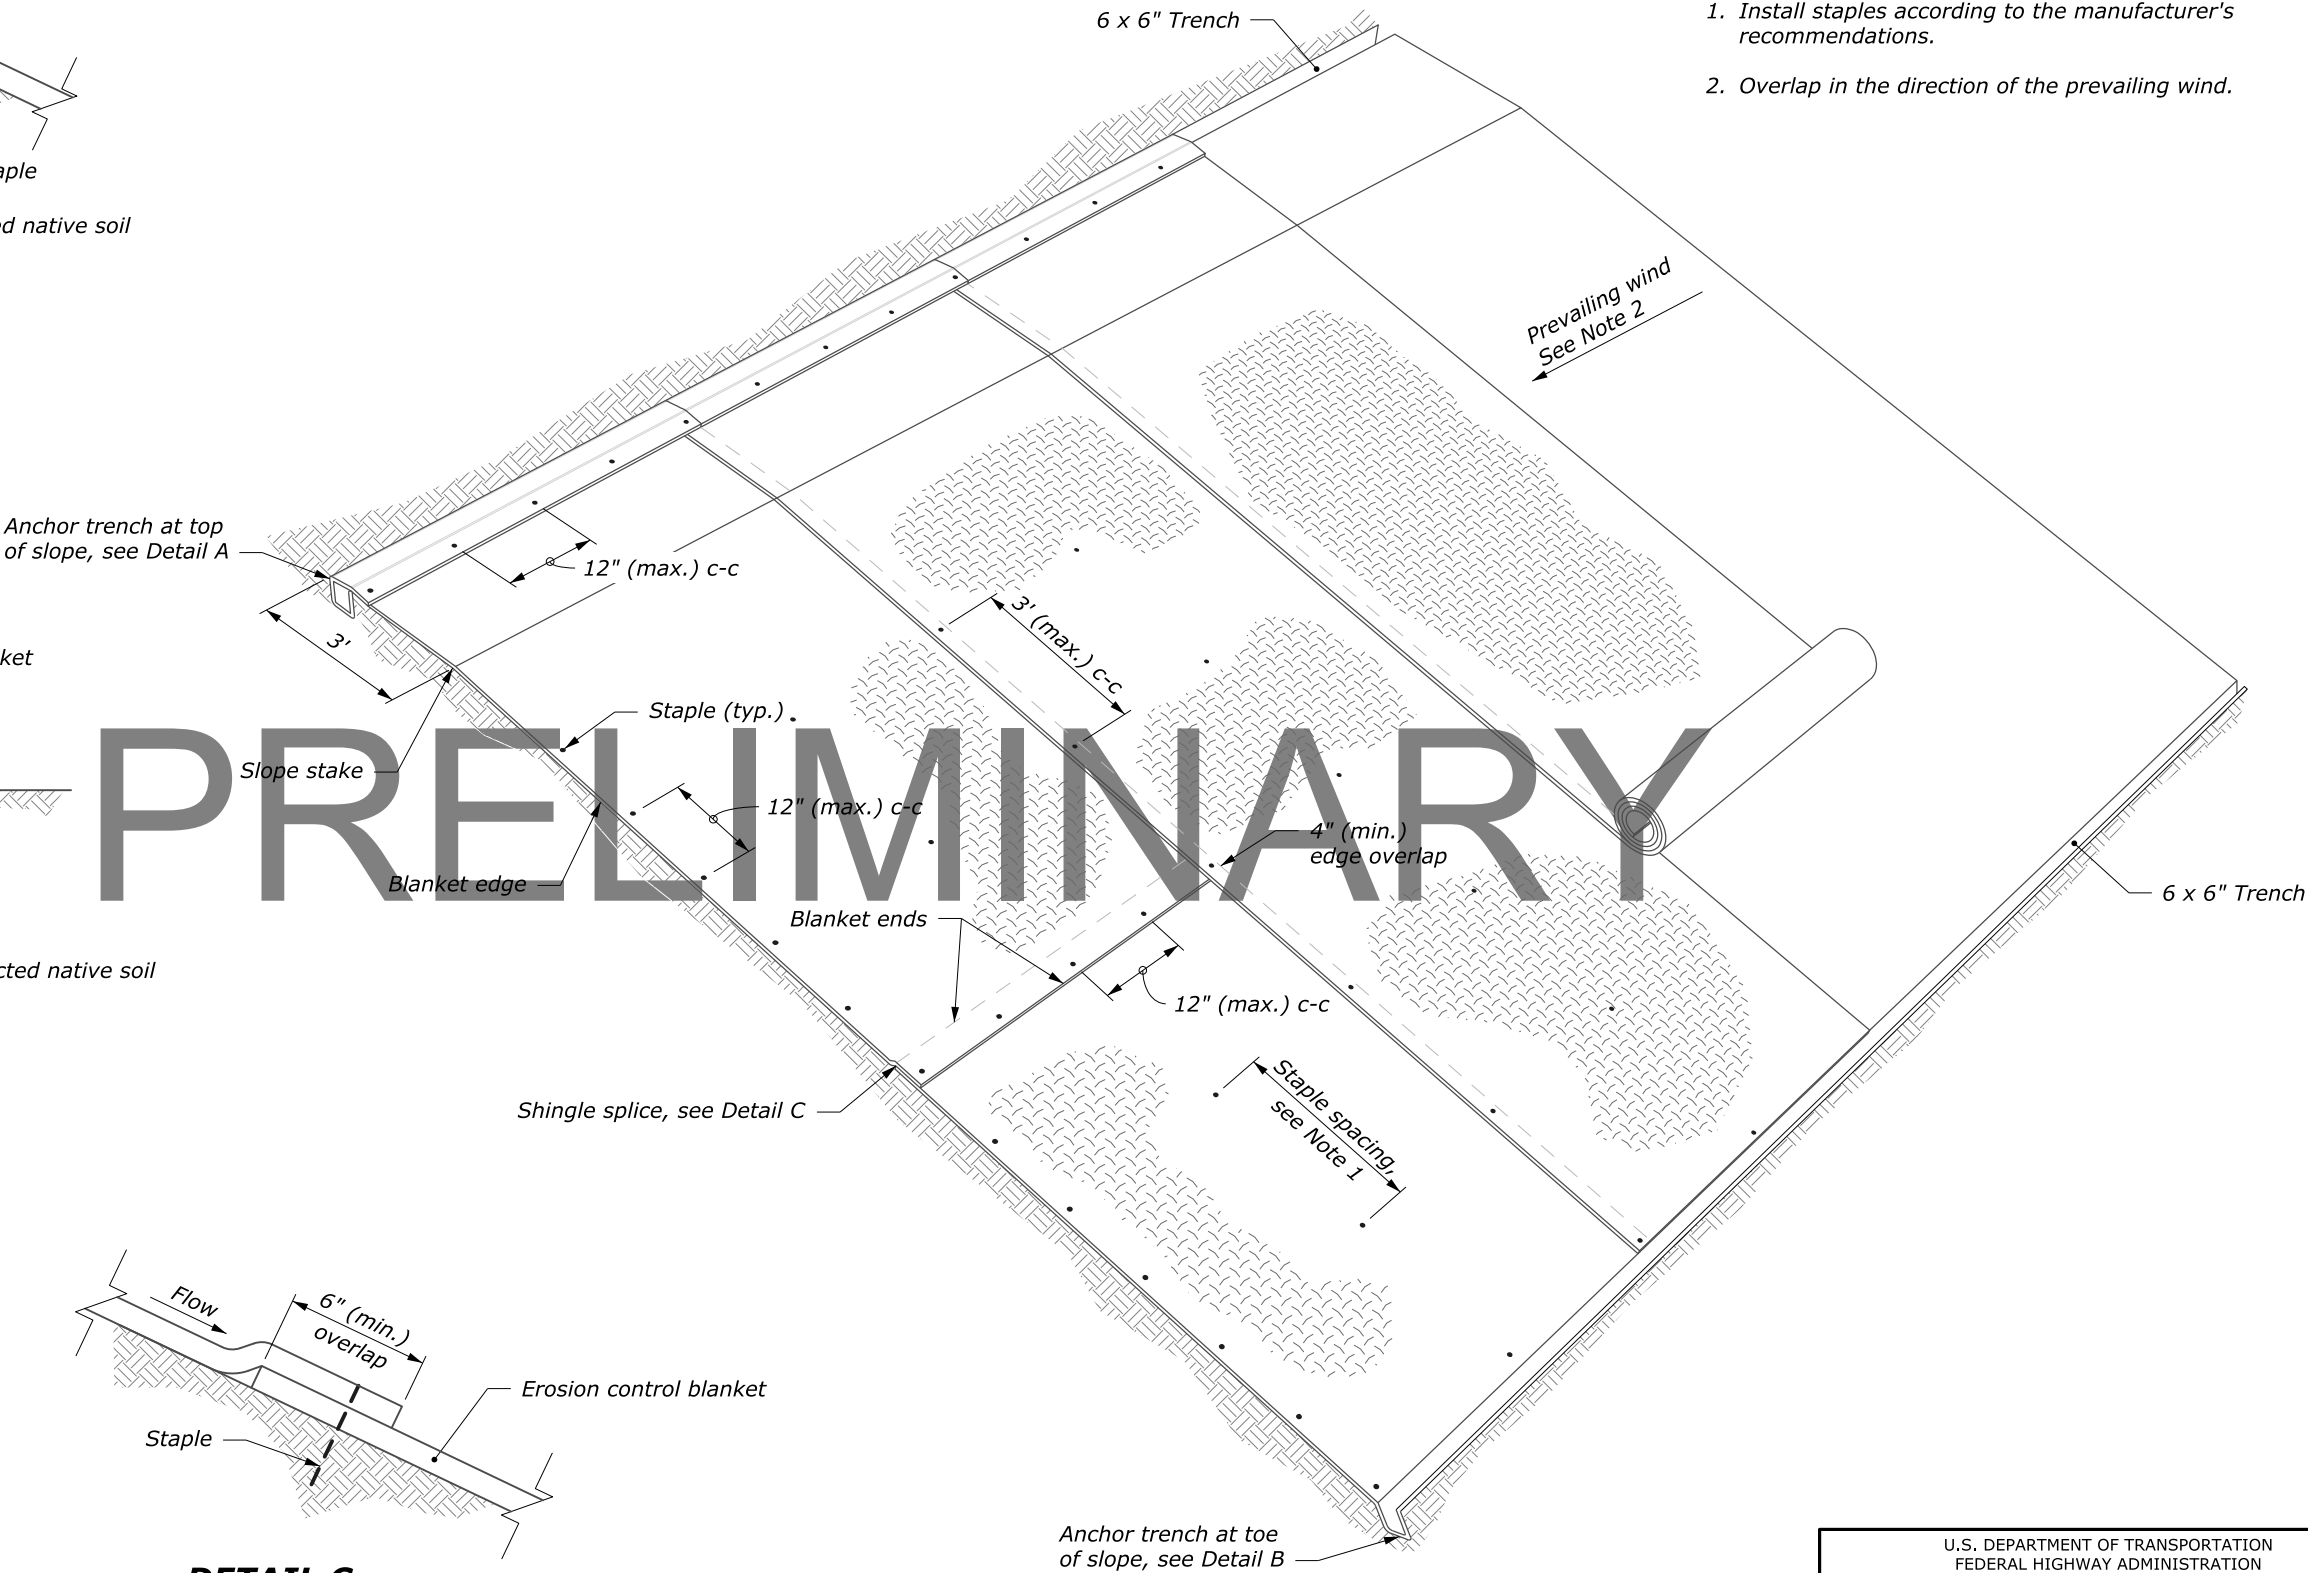 6 x 6" Trench
1. Install staples according to the manufacturer's
recommendations.
2. Overlap in the direction of the prevailing wind.
native soil
Prevailing wind
See Note 2
Anchor trench at top
of slope, see Detail A
12" (max.) c-c
3'
3' (max.) c-c
Staple (typ.)
Slope stake
PRELIMINARY
12" (max.) c-c
4" (min.)
edge overlap
Blanket edge
6 x 6" Trench
Blanket ends
native soil
12" (max.) c-c
Shingle splice, see Detail C
Staple spacing,
see Note 1
Flow
6" (min.)
overlap
Erosion control blanket
Staple
Anchor trench at toe
of slope, see Detail B
DETAIL C
U.S. DEPARTMENT OF TRANSPORTATION
FEDERAL HIGHWAY ADMINISTRATION